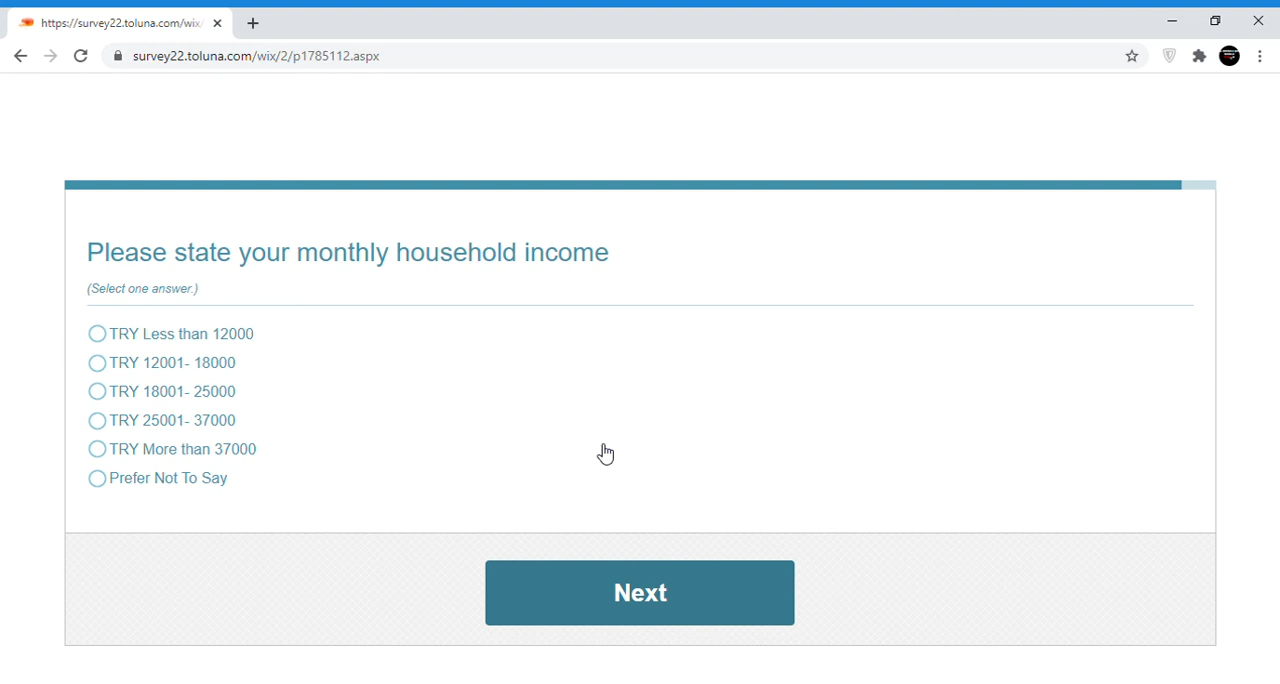 https://survey22.toluna.com/wix/
survey22.toluna.com/wix/2/p1785112.aspx
Please state your monthly household income
(Select one answer.)
TRY Less than 12000
TRY 12001- 18000
TRY 18001- 25000
TRY 25001- 37000
TRY More than 37000
Prefer Not To Say
Next